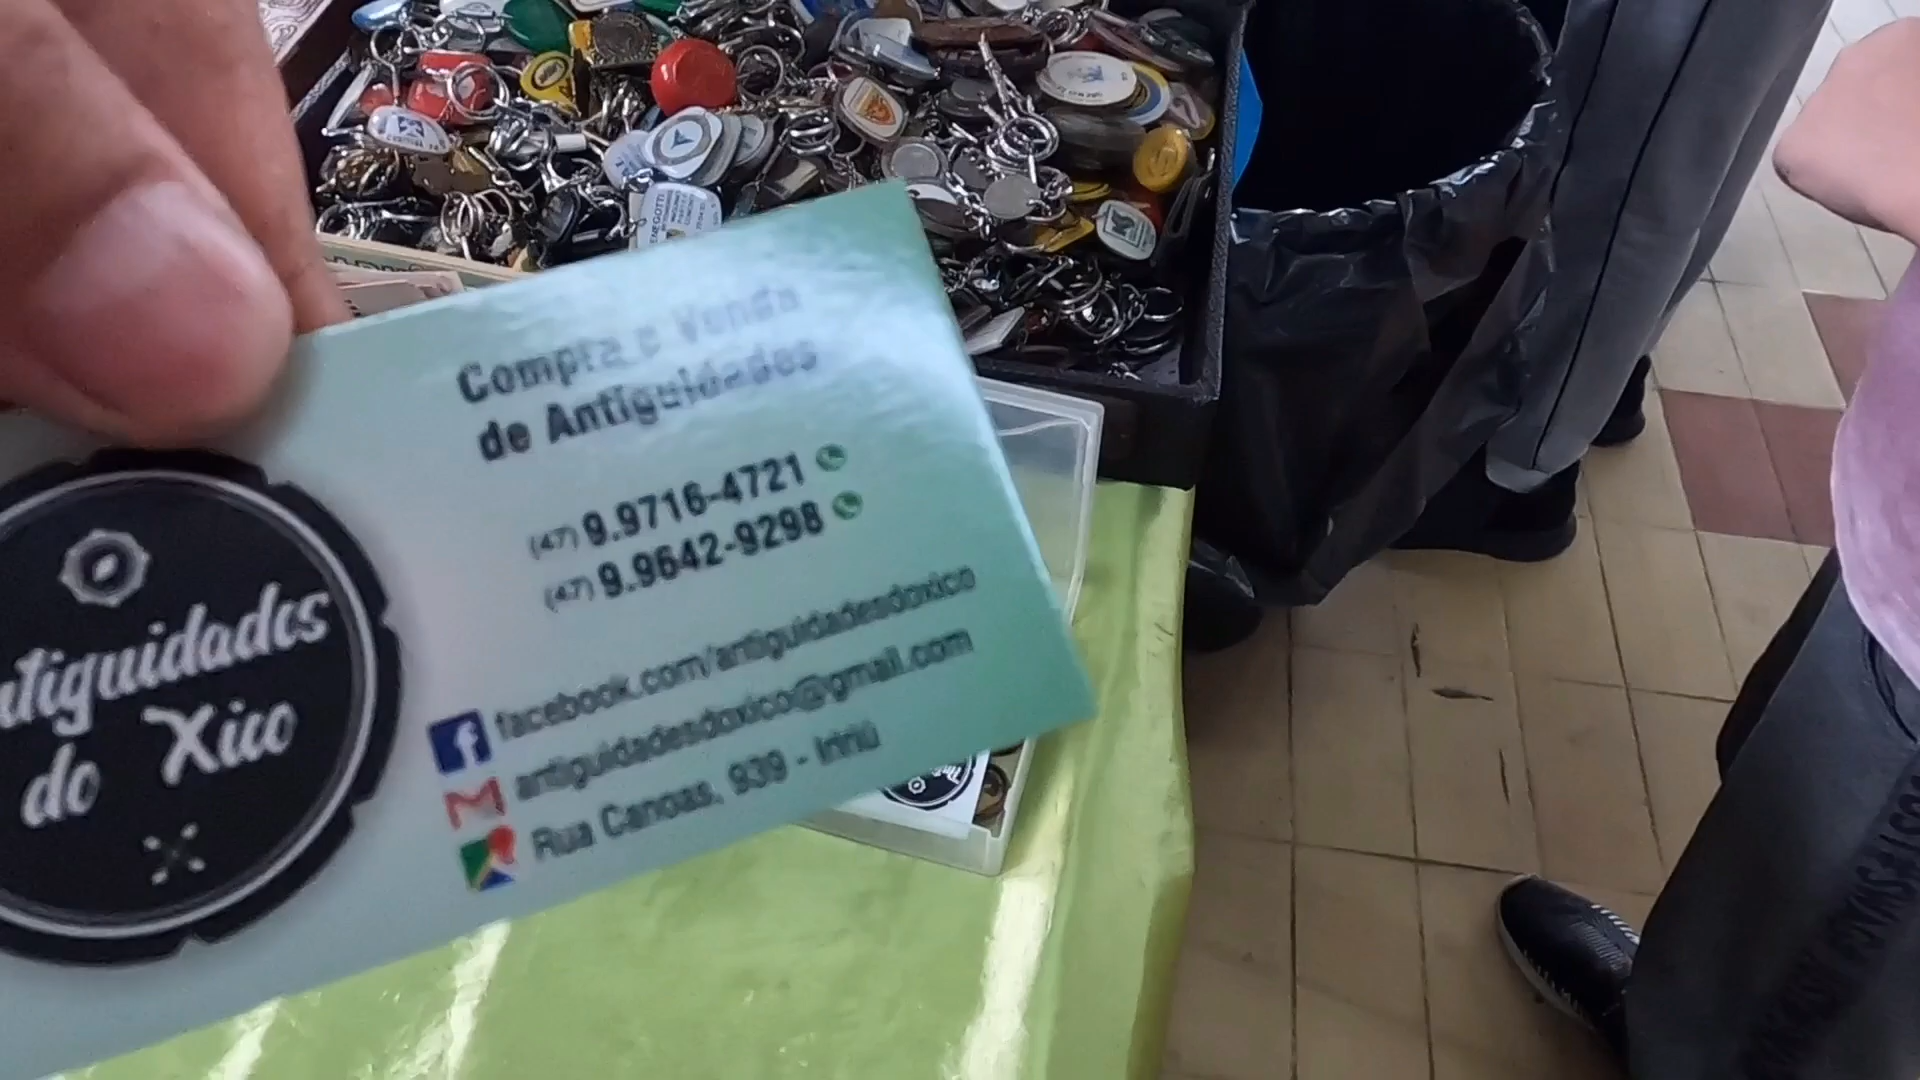 Compra e Venda
de Antiguidades
(47) 9.9716-4721
(47) 9.9642-9298
facebook.com/antiguidadesdoxico
antiguidadesdoxico@gmail.com
Rua Canoas, 939 - Iririú
ntiguidades
do Xico